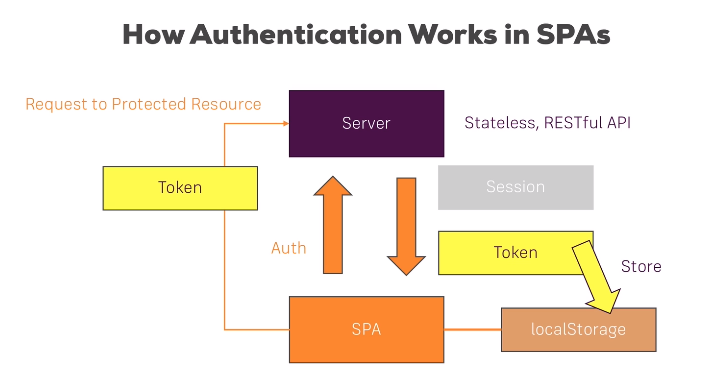 How Authentication Works in SPAs
Request to Protected Resource
Server
Stateless, RESTful API
Token
Session
Auth
Token
Store
SPA
localStorage